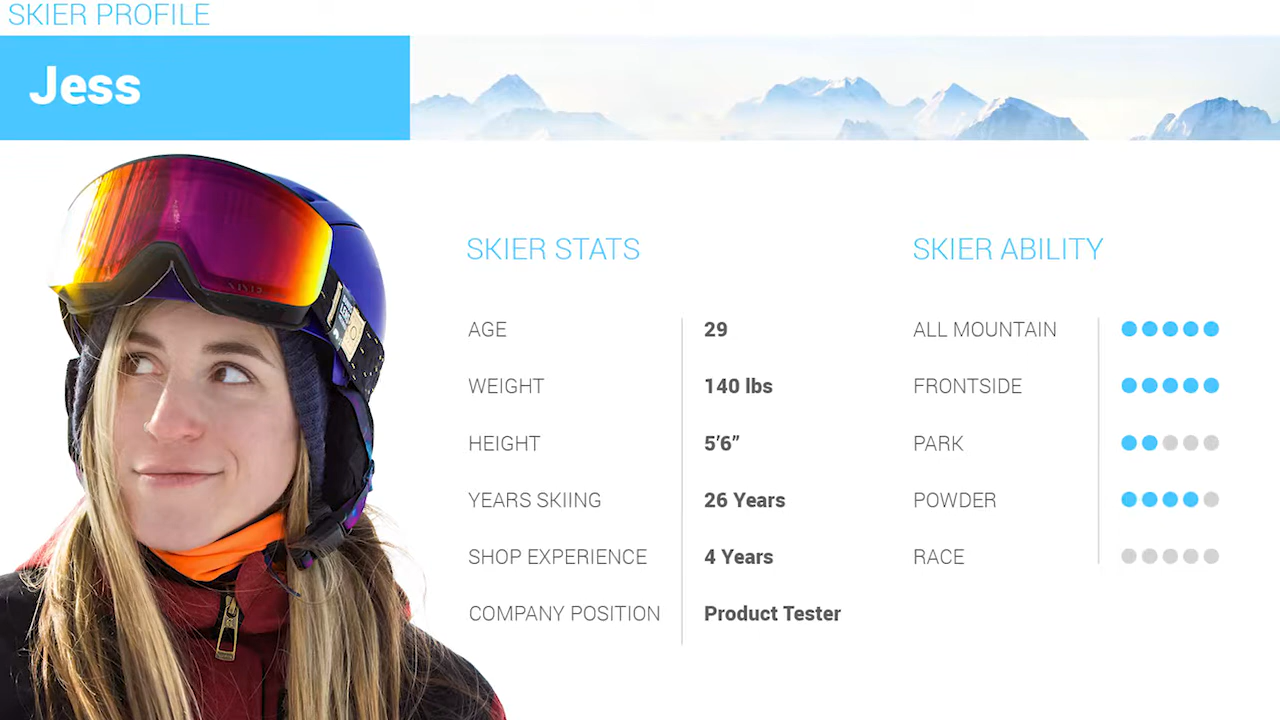 SKIER PROFILE
Jess
SKIER STATS
AGE 29
WEIGHT 140 lbs
HEIGHT 5’6”
YEARS SKIING 26 Years
SHOP EXPERIENCE 4 Years
COMPANY POSITION Product Tester
SKIER ABILITY
ALL MOUNTAIN
FRONTSIDE
PARK
POWDER
RACE